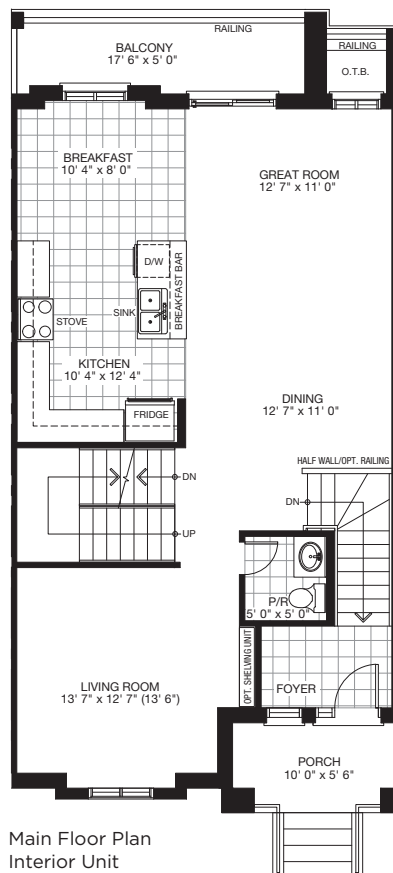 RAILING
BALCONY
17' 6" x 5' 0"
RAILING
O.T.B.
BREAKFAST
10' 4" x 8' 0"
GREAT ROOM
12' 7" x 11' 0"
D/W
BREAKFAST BAR
SINK
STOVE
KITCHEN
10' 4" x 12' 4"
FRIDGE
DINING
12' 7" x 11' 0"
HALF WALL/OPT. RAILING
DN
DN
UP
P/R
5' 0" x 5' 0"
OPT. SHELVING UNIT
FOYER
LIVING ROOM
13' 7" x 12' 7" (13' 6")
PORCH
10' 0" x 5' 6"
Main Floor Plan
Interior Unit